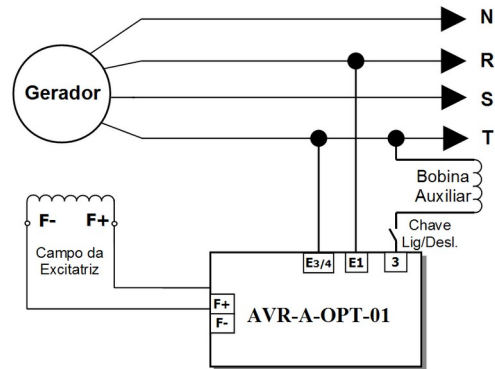 N
R
Gerador
S
T
Bobina
Auxiliar
F- F+
Chave
Lig/Desl.
Campo da
Excitatriz
E3/4 E1 3
F+
F-
AVR-A-OPT-01